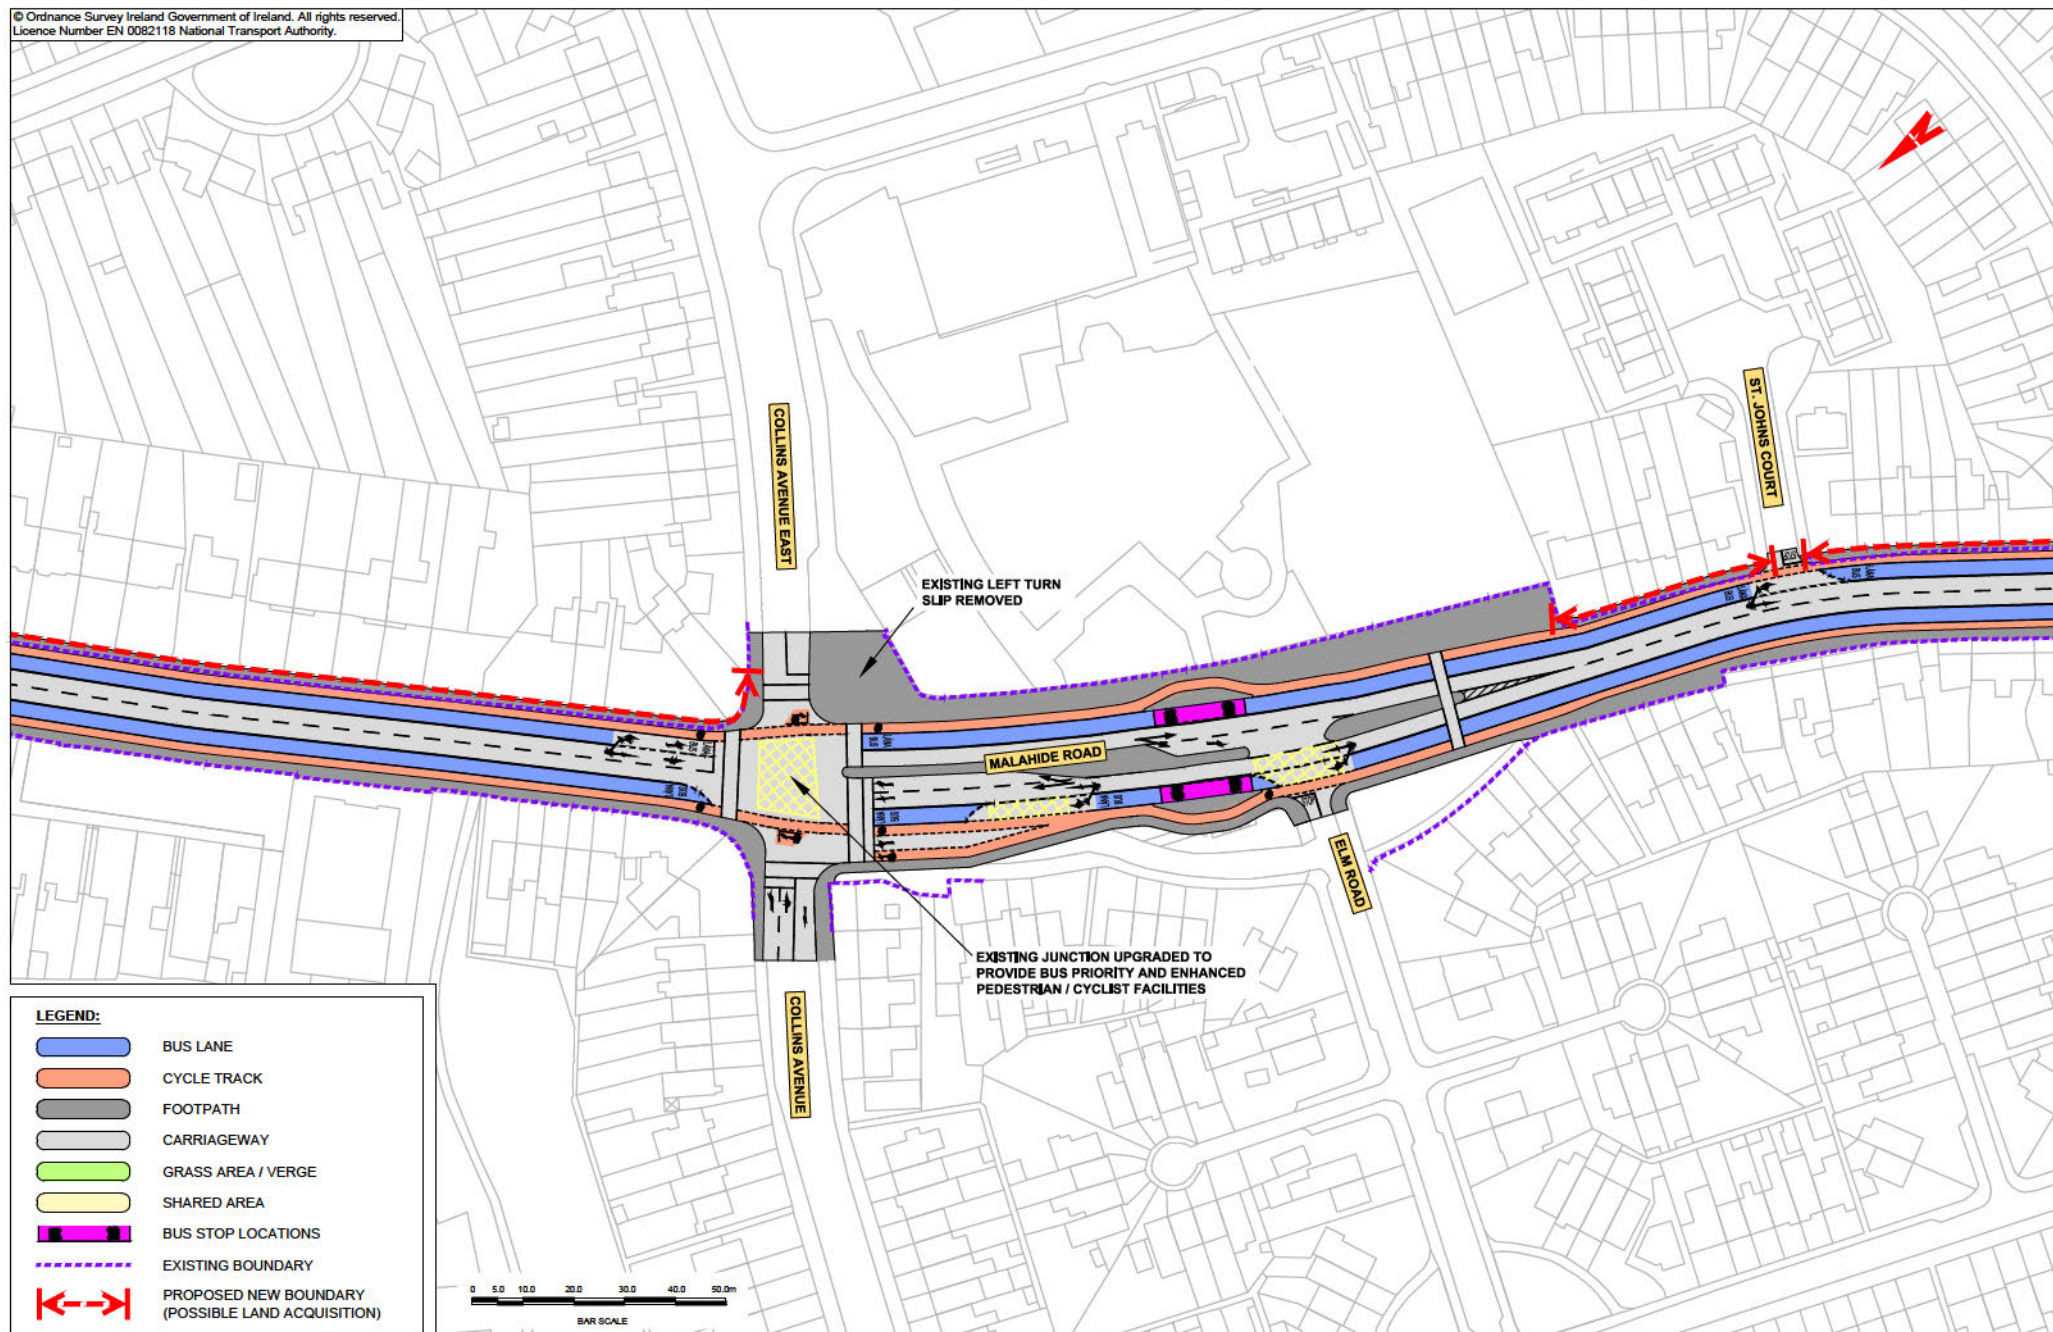 © Ordnance Survey Ireland Government of Ireland. All rights reserved.
Licence Number EN 0082118 National Transport Authority.
N
COLLINS AVENUE EAST
ST. JOHNS COURT
EXISTING LEFT TURN
SLIP REMOVED
MALAHIDE ROAD
ELM ROAD
EXISTING JUNCTION UPGRADED TO
PROVIDE BUS PRIORITY AND ENHANCED
PEDESTRIAN / CYCLIST FACILITIES
COLLINS AVENUE
LEGEND:
BUS LANE
CYCLE TRACK
FOOTPATH
CARRIAGEWAY
GRASS AREA / VERGE
SHARED AREA
BUS STOP LOCATIONS
EXISTING BOUNDARY
PROPOSED NEW BOUNDARY
(POSSIBLE LAND ACQUISITION)
0 5.0 10.0 20.0 30.0 40.0 50.0m
BAR SCALE